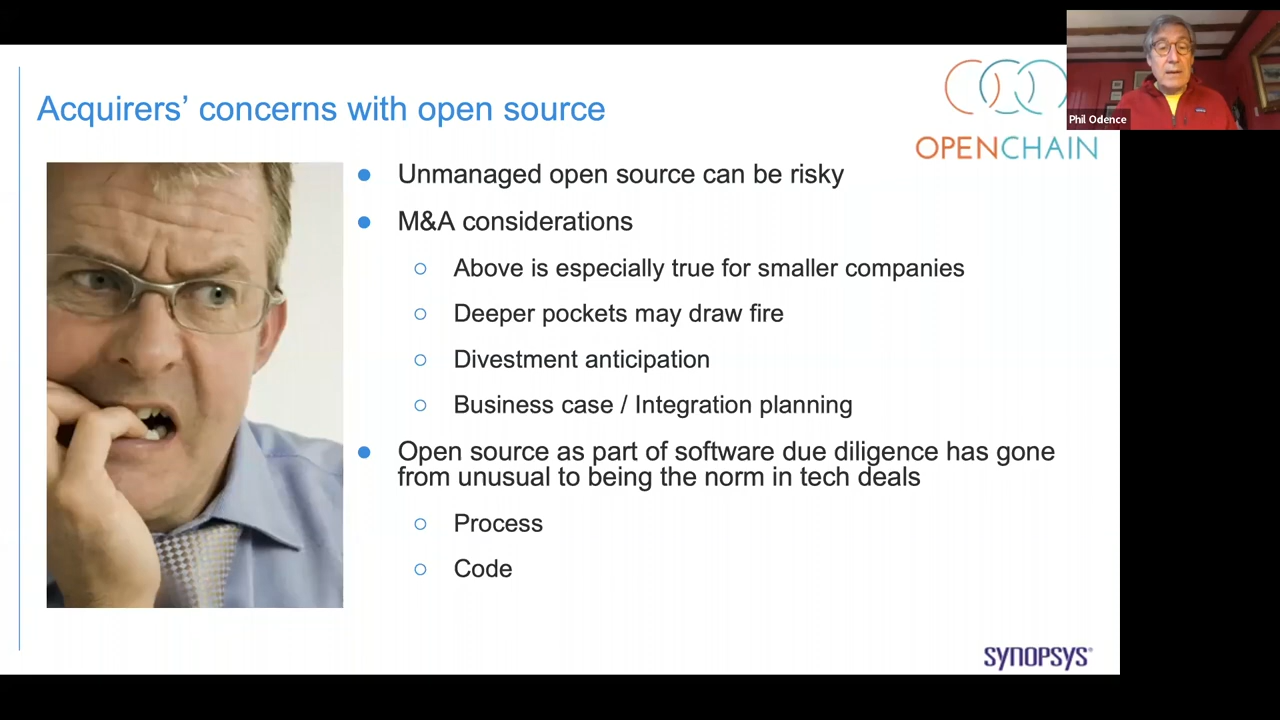 Acquirers’ concerns with open source
OPENCHAIN
Phil Odence
Unmanaged open source can be risky
M&A considerations
Above is especially true for smaller companies
Deeper pockets may draw fire
Divestment anticipation
Business case / Integration planning
Open source as part of software due diligence has gone
from unusual to being the norm in tech deals
Process
Code
SYNOPSYS®